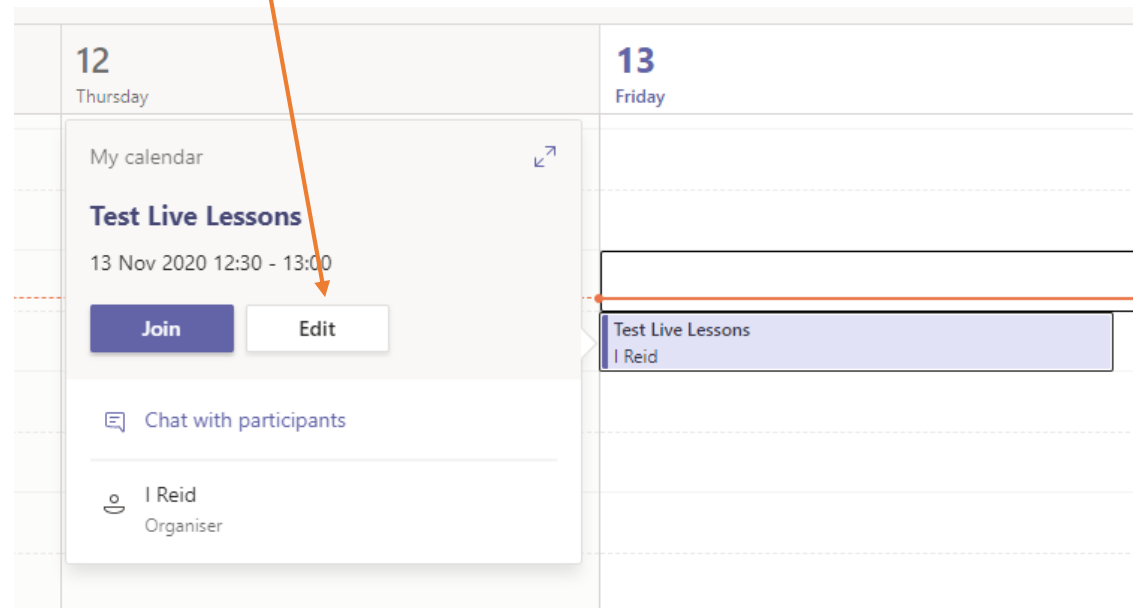 12
Thursday
13
Friday
My calendar
Test Live Lessons
13 Nov 2020 12:30 - 13:00
Join
Edit
Chat with participants
I Reid
Organiser
Test Live Lessons
I Reid